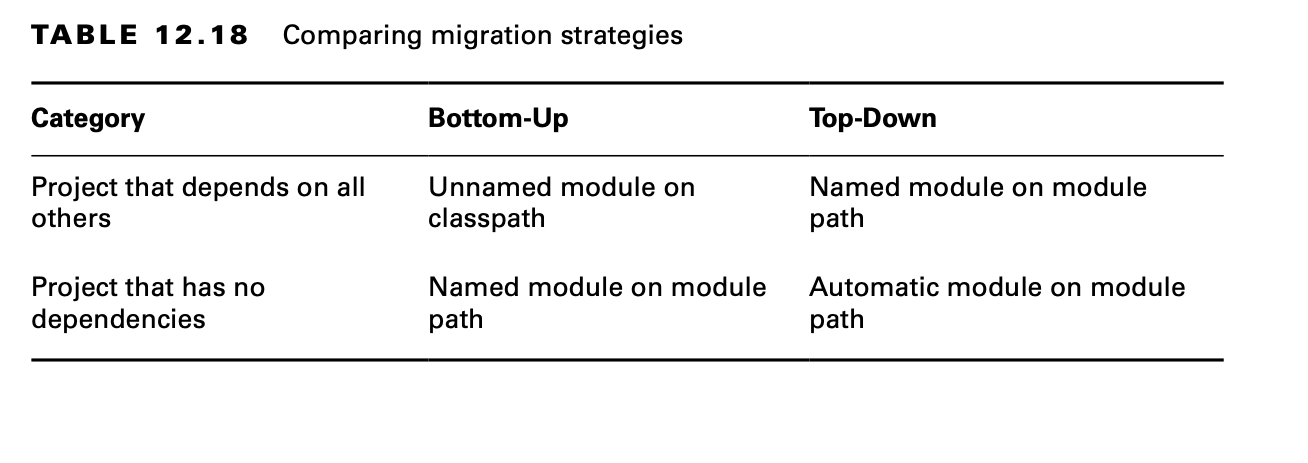 TABLE 12.18 Comparing migration strategies
Category Bottom-Up Top-Down
Project that depends on all others Unnamed module on classpath Named module on module path
Project that has no dependencies Named module on module path Automatic module on module path